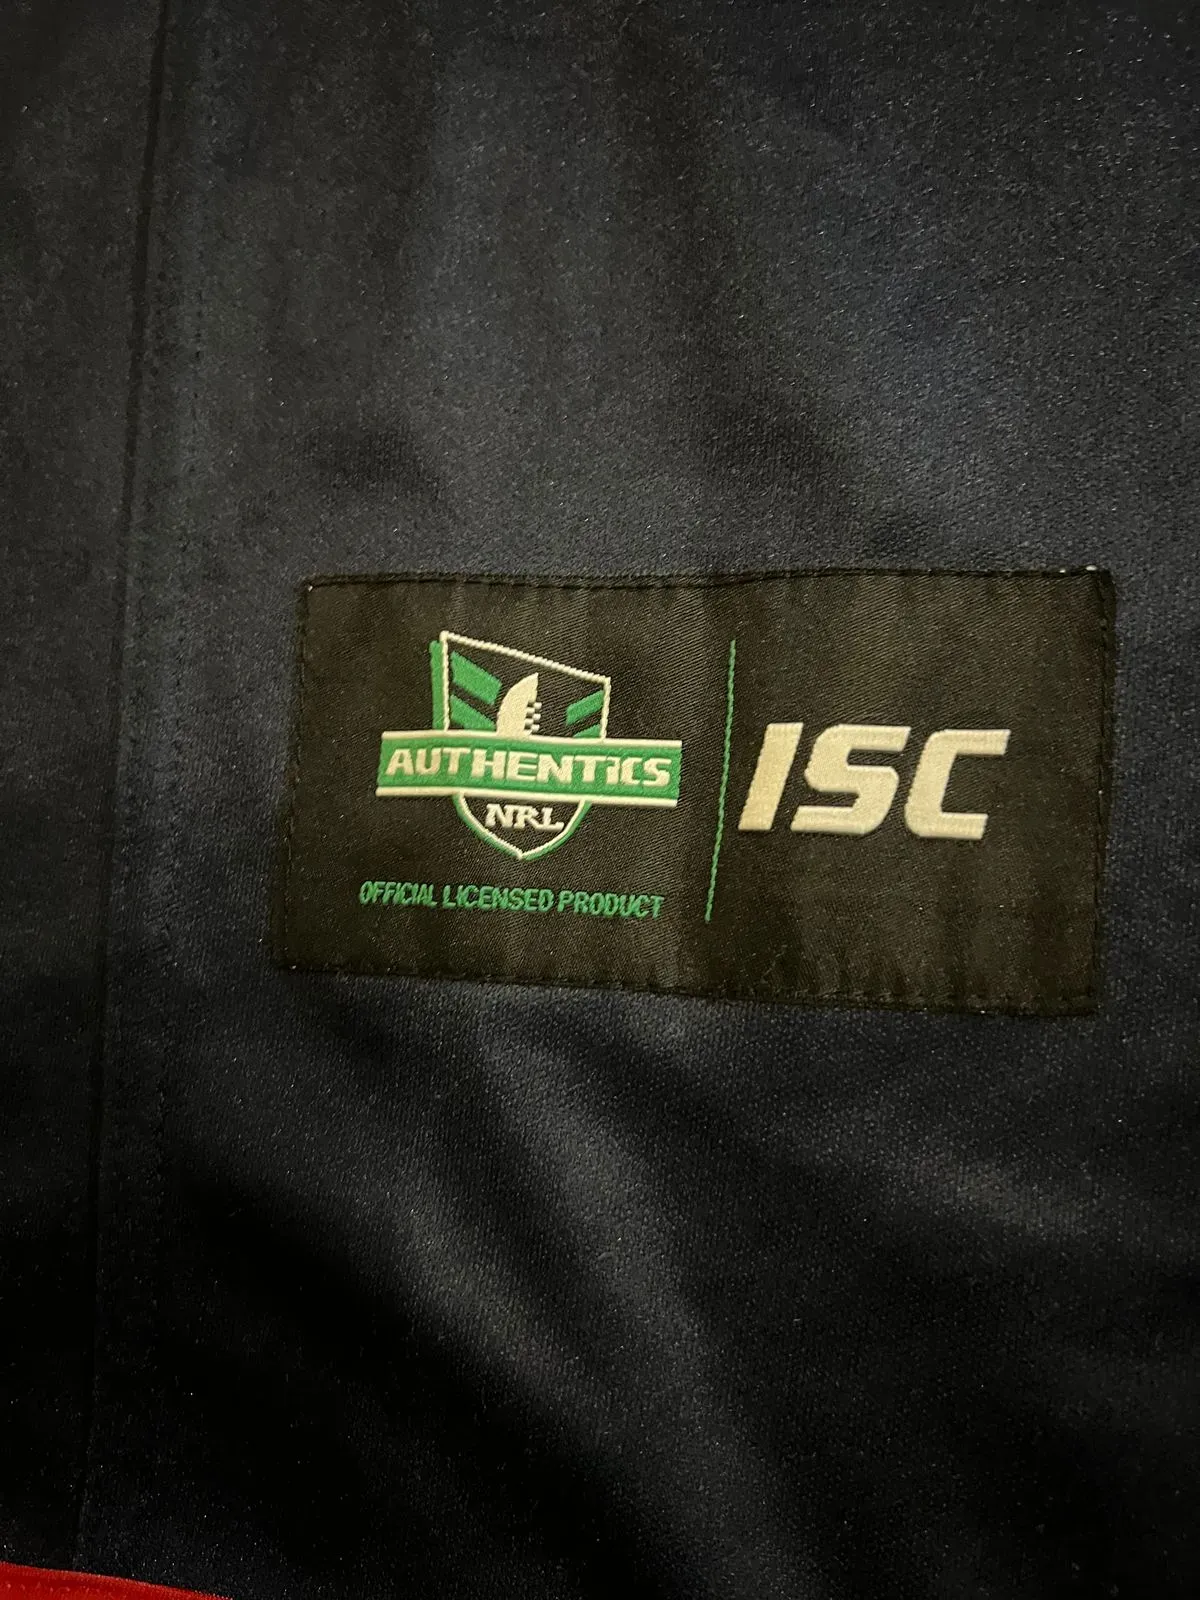 AUTHENTICS
NRL
OFFICIAL LICENSED PRODUCT
ISC